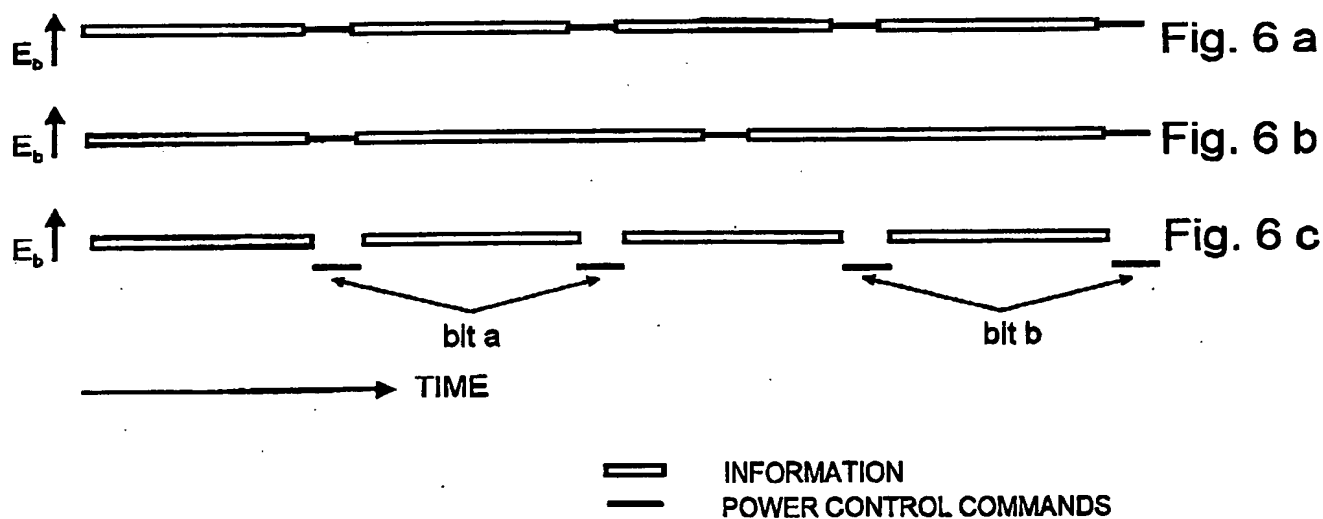 E_b Fig. 6 a
E_b Fig. 6 b
E_b Fig. 6 c
bit a bit b
TIME
INFORMATION
POWER CONTROL COMMANDS